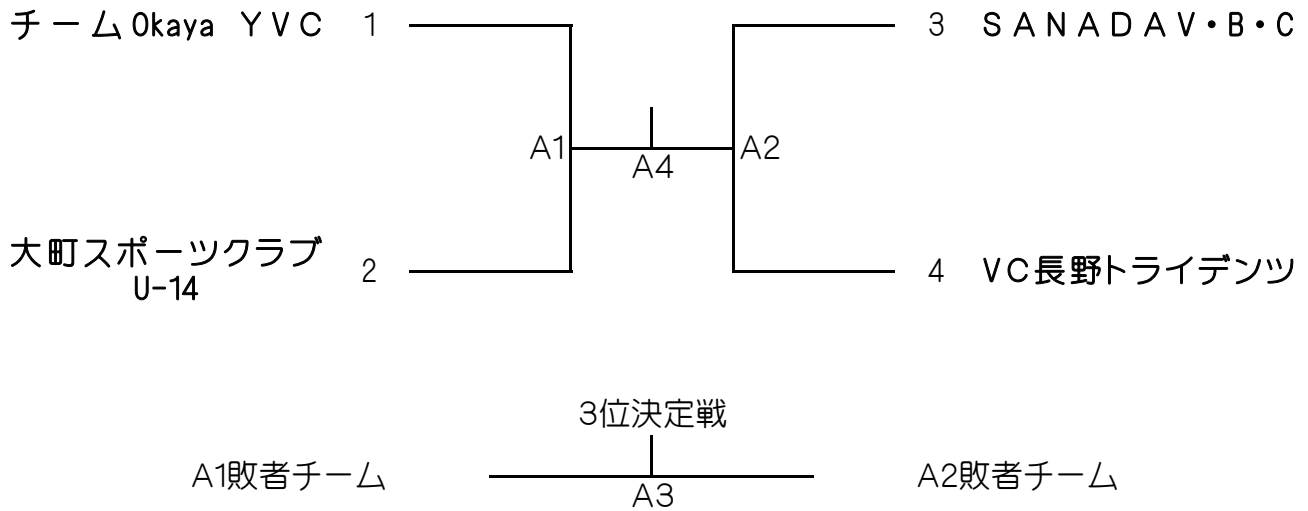 チームOkaya YVC 1
3 SANADAV・B・C
A1
A4
A2
大町スポーツクラブ
U-14
2
4 VC長野トライデンツ
3位決定戦
A1敗者チーム
A3
A2敗者チーム